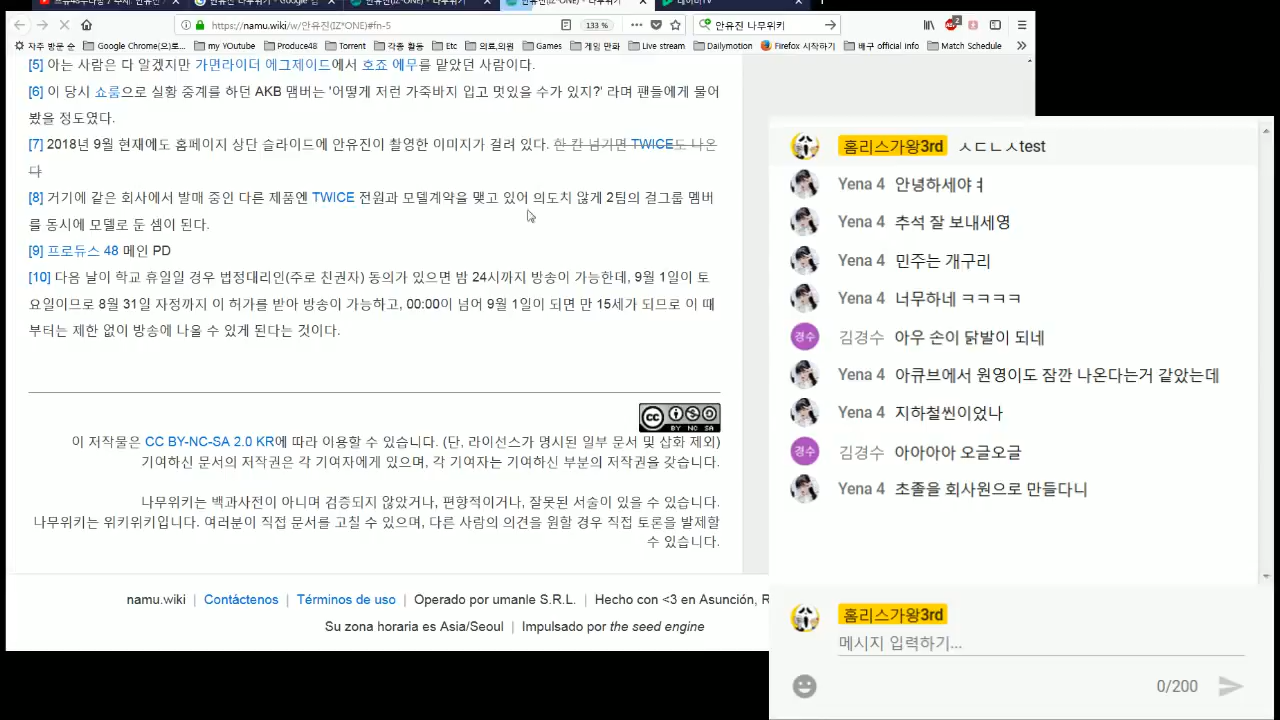 https://namu.wiki/w/안유진(IZ*ONE)#fn-5
133 %
안유진 나무위키
자주 방문 순
Google Chrome(으)로...
my YOutube
Produce48
Torrent
각종 활동
Etc
의료,의원
Games
게임 만화
Live stream
Dailymotion
Firefox 시작하기
배구 official info
Match Schedule
[5] 아는 사람은 다 알겠지만 가면라이더 에그제이드에서 호죠 에무를 맡았던 사람이다.
[6] 이 당시 쇼룸으로 실황 중계를 하던 AKB 맴버는 '어떻게 저런 가죽바지 입고 멋있을 수가 있지?' 라며 팬들에게 물어
봤을 정도였다.
[7] 2018년 9월 현재에도 홈페이지 상단 슬라이드에 안유진이 촬영한 이미지가 걸려 있다. 한 칸 넘기면 TWICE도 나온
다
[8] 거기에 같은 회사에서 발매 중인 다른 제품엔 TWICE 전원과 모델계약을 맺고 있어 의도치 않게 2팀의 걸그룹 멤버
를 동시에 모델로 둔 셈이 된다.
[9] 프로듀스 48 메인 PD
[10] 다음 날이 학교 휴일일 경우 법정대리인(주로 친권자) 동의가 있으면 밤 24시까지 방송이 가능한데, 9월 1일이 토
요일이므로 8월 31일 자정까지 이 허가를 받아 방송이 가능하고, 00:00이 넘어 9월 1일이 되면 만 15세가 되므로 이 때
부터는 제한 없이 방송에 나올 수 있게 된다는 것이다.
CC BY NC SA
이 저작물은 CC BY-NC-SA 2.0 KR에 따라 이용할 수 있습니다. (단, 라이선스가 명시된 일부 문서 및 삽화 제외)
기여하신 문서의 저작권은 각 기여자에게 있으며, 각 기여자는 기여하신 부분의 저작권을 갖습니다.
나무위키는 백과사전이 아니며 검증되지 않았거나, 편향적이거나, 잘못된 서술이 있을 수 있습니다.
나무위키는 위키위키입니다. 여러분이 직접 문서를 고칠 수 있으며, 다른 사람의 의견을 원할 경우 직접 토론을 발제할
수 있습니다.
namu.wiki | Contáctenos | Términos de uso | Operado por umanle S.R.L. | Hecho con <3 en Asunción, R
Su zona horaria es Asia/Seoul | Impulsado por the seed engine
홈리스가왕3rd ㅅㄷㄴㅅtest
Yena 4 안녕하세야ㅕ
Yena 4 추석 잘 보내세영
Yena 4 민주는 개구리
Yena 4 너무하네 ㅋㅋㅋㅋ
경수 김경수 아우 손이 닭발이 되네
Yena 4 아큐브에서 원영이도 잠깐 나온다는거 같았는데
Yena 4 지하철씬이었나
경수 김경수 아아아아 오글오글
Yena 4 초졸을 회사원으로 만들다니
홈리스가왕3rd
메시지 입력하기...
0/200